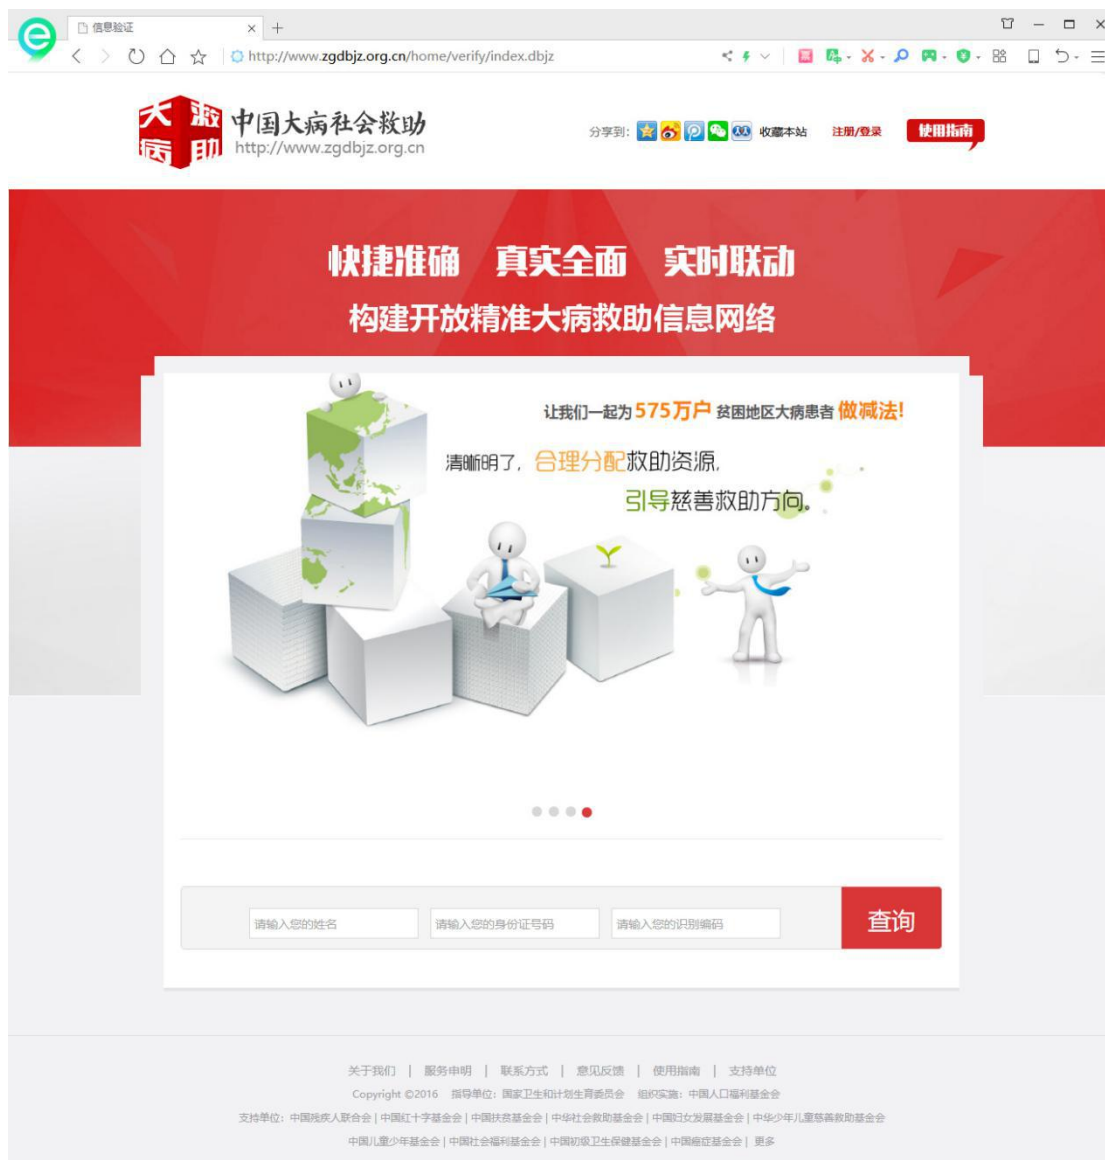 信息验证
http://www.zgdbjz.org.cn/home/verify/index.dbjz
大病救助
中国大病社会救助
http://www.zgdbjz.org.cn
分享到: 收藏本站 注册/登录 使用指南
快捷准确 真实全面 实时联动
构建开放精准大病救助信息网络
让我们一起为575万户贫困地区大病患者做减法!
清晰明了,合理分配救助资源,
引导慈善救助方向。
请输入您的姓名 请输入您的身份证号码 请输入您的识别编码 查询
关于我们 | 服务申明 | 联系方式 | 意见反馈 | 使用指南 | 支持单位
Copyright ©2016 指导单位:国家卫生和计划生育委员会 组织实施:中国人口福利基金会
支持单位:中国残疾人联合会 | 中国红十字基金会 | 中国扶贫基金会 | 中华社会救助基金会 | 中国妇女发展基金会 | 中华少年儿童慈善救助基金会
中国儿童少年基金会 | 中国社会福利基金会 | 中国初级卫生保健基金会 | 中国癌症基金会 | 更多